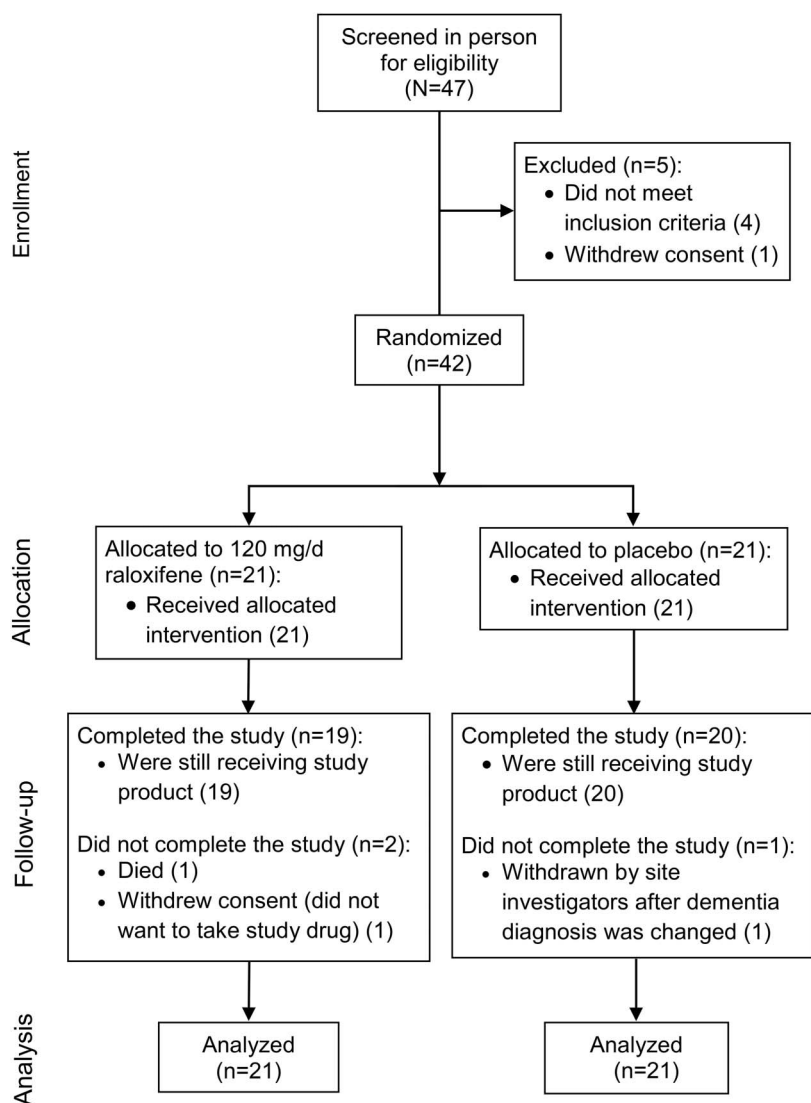 Screened in person
for eligibility
(N=47)
Enrollment
Excluded (n=5):
• Did not meet
inclusion criteria (4)
• Withdrew consent (1)
Randomized
(n=42)
Allocation
Allocated to 120 mg/d
raloxifene (n=21):
• Received allocated
intervention (21)
Allocated to placebo (n=21):
• Received allocated
intervention (21)
Follow-up
Completed the study (n=19):
• Were still receiving study
product (19)
Did not complete the study (n=2):
• Died (1)
• Withdrew consent (did not
want to take study drug) (1)
Completed the study (n=20):
• Were still receiving study
product (20)
Did not complete the study (n=1):
• Withdrawn by site
investigators after dementia
diagnosis was changed (1)
Analysis
Analyzed
(n=21)
Analyzed
(n=21)